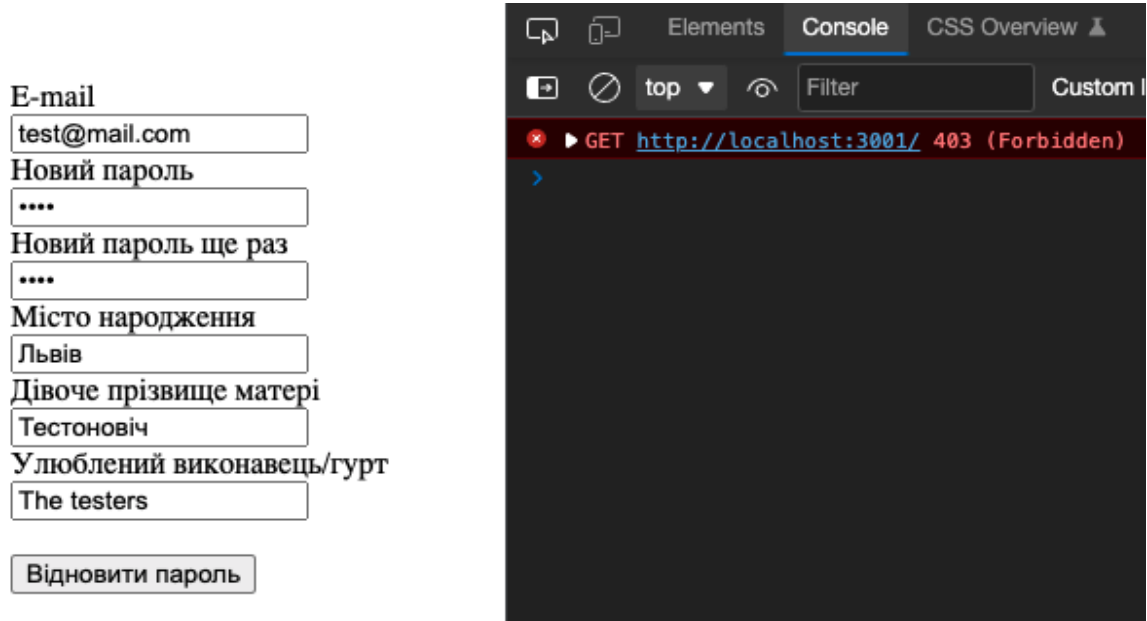 E-mail
test@mail.com
Новий пароль
••••
Новий пароль ще раз
••••
Місто народження
Львів
Дівоче прізвище матері
Тестоновіч
Улюблений виконавець/гурт
The testers
Відновити пароль
Elements Console CSS Overview
top Filter Custom l
GET http://localhost:3001/ 403 (Forbidden)